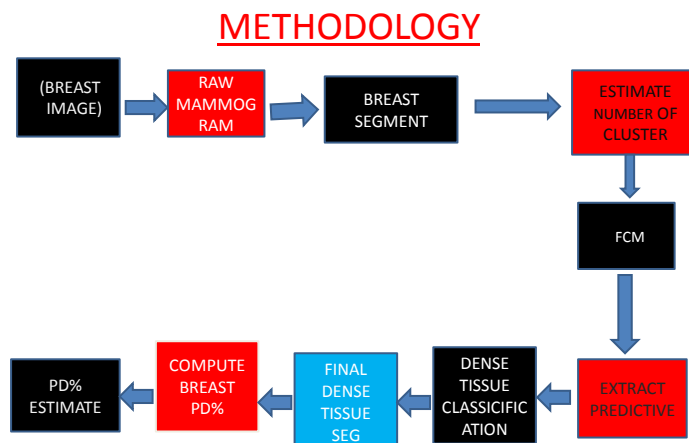 METHODOLOGY
(BREAST
IMAGE)
RAW
MAMMOG
RAM
BREAST
SEGMENT
ESTIMATE
NUMBER OF
CLUSTER
FCM
EXTRACT
PREDICTIVE
DENSE
TISSUE
CLASSICIFIC
ATION
FINAL
DENSE
TISSUE
SEG
COMPUTE
BREAST
PD%
PD%
ESTIMATE